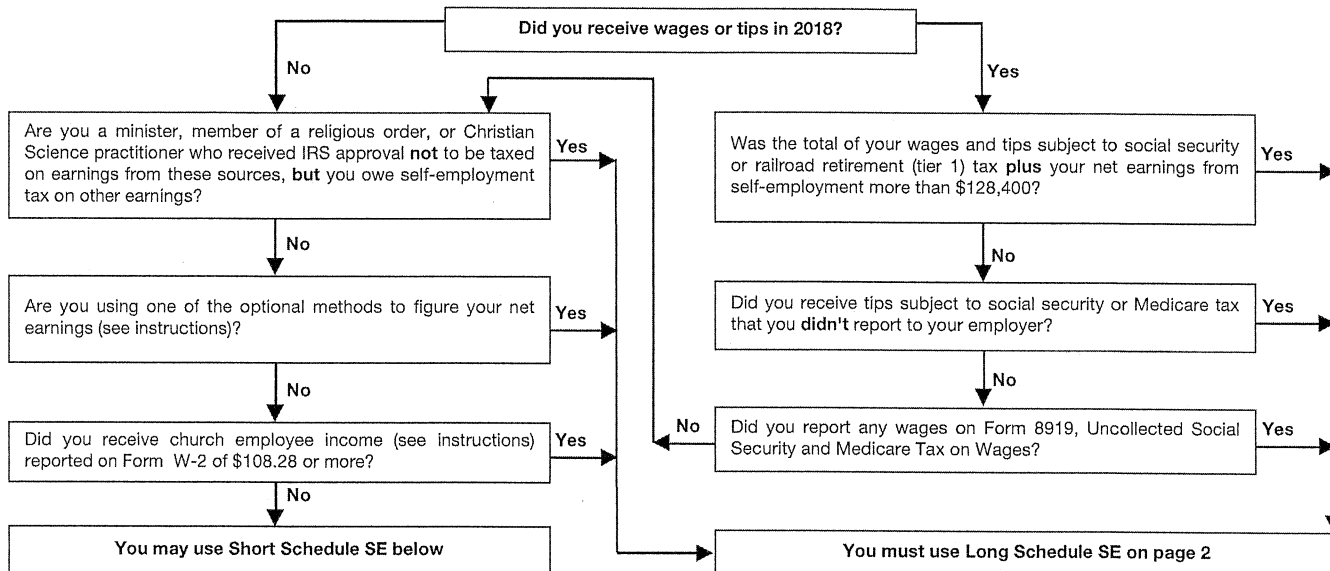 Did you receive wages or tips in 2018?
No
Yes
Are you a minister, member of a religious order, or Christian
Science practitioner who received IRS approval not to be taxed
on earnings from these sources, but you owe self-employment
tax on other earnings?
Yes
Was the total of your wages and tips subject to social security
or railroad retirement (tier 1) tax plus your net earnings from
self-employment more than $128,400?
Yes
No
No
Are you using one of the optional methods to figure your net
earnings (see instructions)?
Yes
Did you receive tips subject to social security or Medicare tax
that you didn't report to your employer?
Yes
No
No
Did you receive church employee income (see instructions)
reported on Form W-2 of $108.28 or more?
Yes
No
Did you report any wages on Form 8919, Uncollected Social
Security and Medicare Tax on Wages?
Yes
No
You may use Short Schedule SE below
You must use Long Schedule SE on page 2